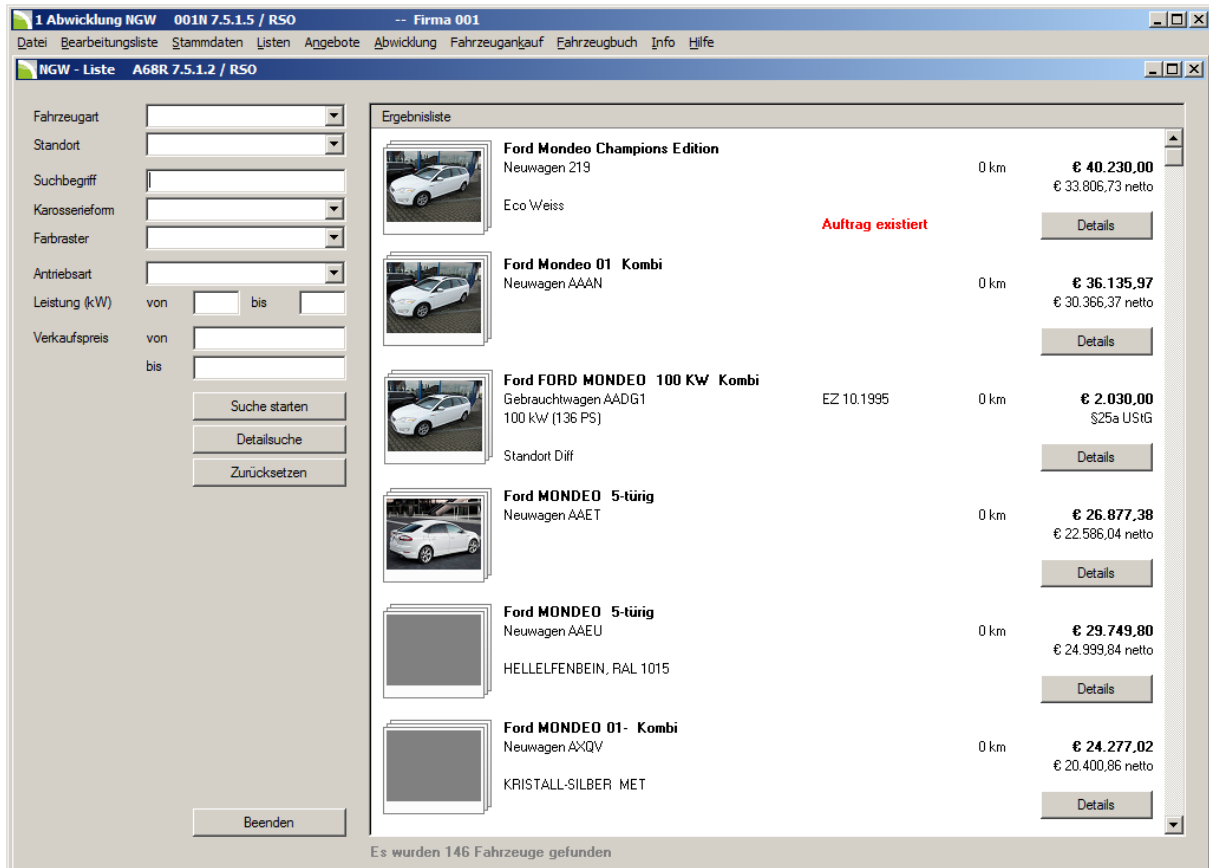 1 Abwicklung NGW 001N 7.5.1.5 / RSO -- Firma 001
Datei Bearbeitungsliste Stammdaten Listen Angebote Abwicklung Fahrzeugankauf Fahrzeugbuch Info Hilfe
NGW - Liste A68R 7.5.1.2 / RSO
Fahrzeugart
Standort
Suchbegriff
Karosserieform
Farbraster
Antriebsart
Leistung (kW) von bis
Verkaufspreis von
bis
Suche starten
Detailsuche
Zurücksetzen
Beenden
Ergebnisliste
Ford Mondeo Champions Edition
Neuwagen 219 0 km € 40.230,00
€ 33.806,73 netto
Eco Weiss
Auftrag existiert Details
Ford Mondeo 01 Kombi
Neuwagen AAAN 0 km € 36.135,97
€ 30.366,37 netto
Details
Ford FORD MONDEO 100 KW Kombi
Gebrauchtwagen AADG1 EZ 10.1995 0 km € 2.030,00
100 kW (136 PS) §25a UStG
Standort Diff Details
Ford MONDEO 5-türig
Neuwagen AAET 0 km € 26.877,38
€ 22.586,04 netto
Details
Ford MONDEO 5-türig
Neuwagen AAEU 0 km € 29.749,80
€ 24.999,84 netto
HELLELFENBEIN, RAL 1015
Details
Ford MONDEO 01- Kombi
Neuwagen AXQV 0 km € 24.277,02
€ 20.400,86 netto
KRISTALL-SILBER MET
Details
Es wurden 146 Fahrzeuge gefunden